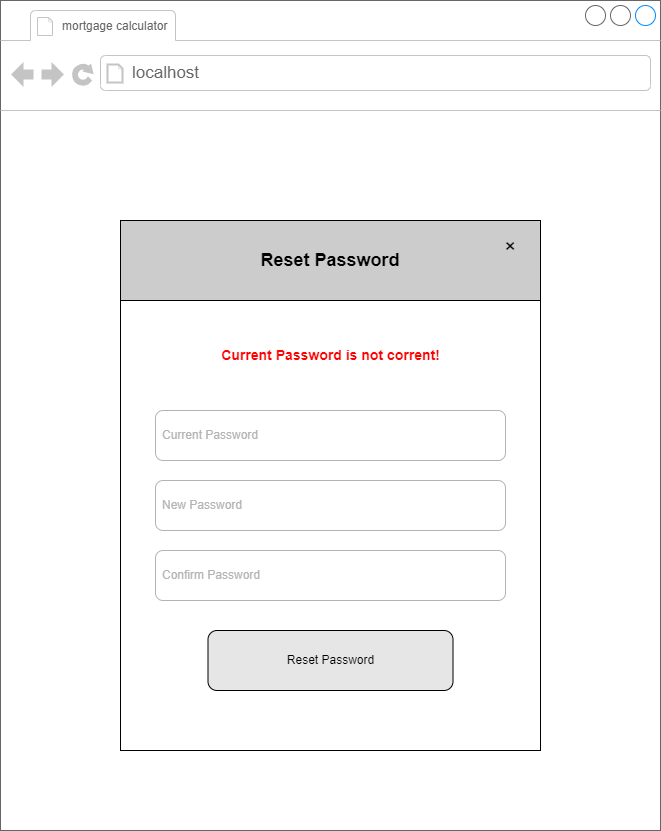 mortgage calculator
localhost
Reset Password
×
Current Password is not corrent!
Current Password
New Password
Confirm Password
Reset Password